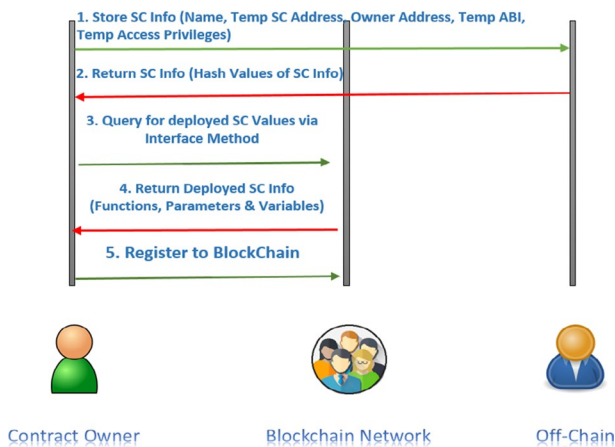 1. Store SC Info (Name, Temp SC Address, Owner Address, Temp ABI,
Temp Access Privileges)
2. Return SC Info (Hash Values of SC Info)
3. Query for deployed SC Values via
Interface Method
4. Return Deployed SC Info
(Functions, Parameters & Variables)
5. Register to BlockChain
Contract Owner
Blockchain Network
Off-Chain